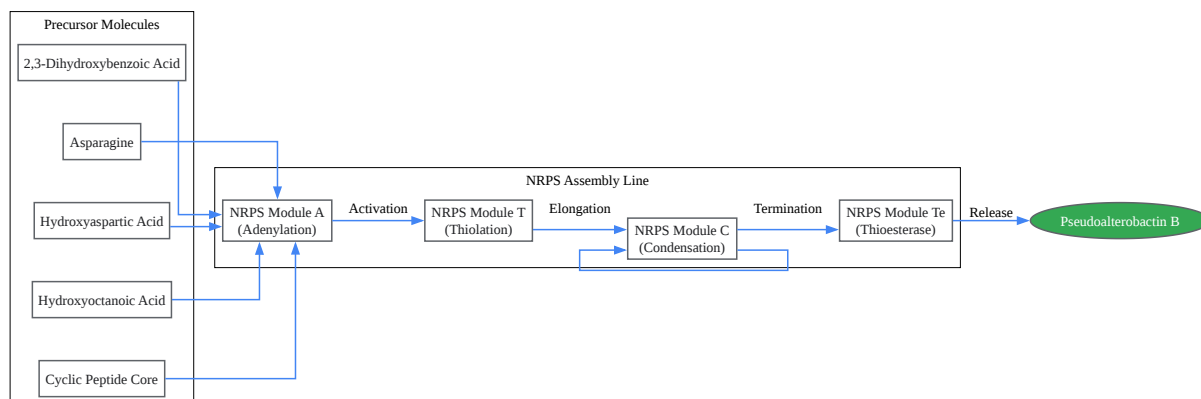 Precursor Molecules
2,3-Dihydroxybenzoic Acid
Asparagine
Hydroxyaspartic Acid
Hydroxyoctanoic Acid
Cyclic Peptide Core
NRPS Assembly Line
NRPS Module A
(Adenylation)
Activation
NRPS Module T
(Thiolation)
Elongation
NRPS Module C
(Condensation)
Termination
NRPS Module Te
(Thioesterase)
Release
Pseudoalterobactin B